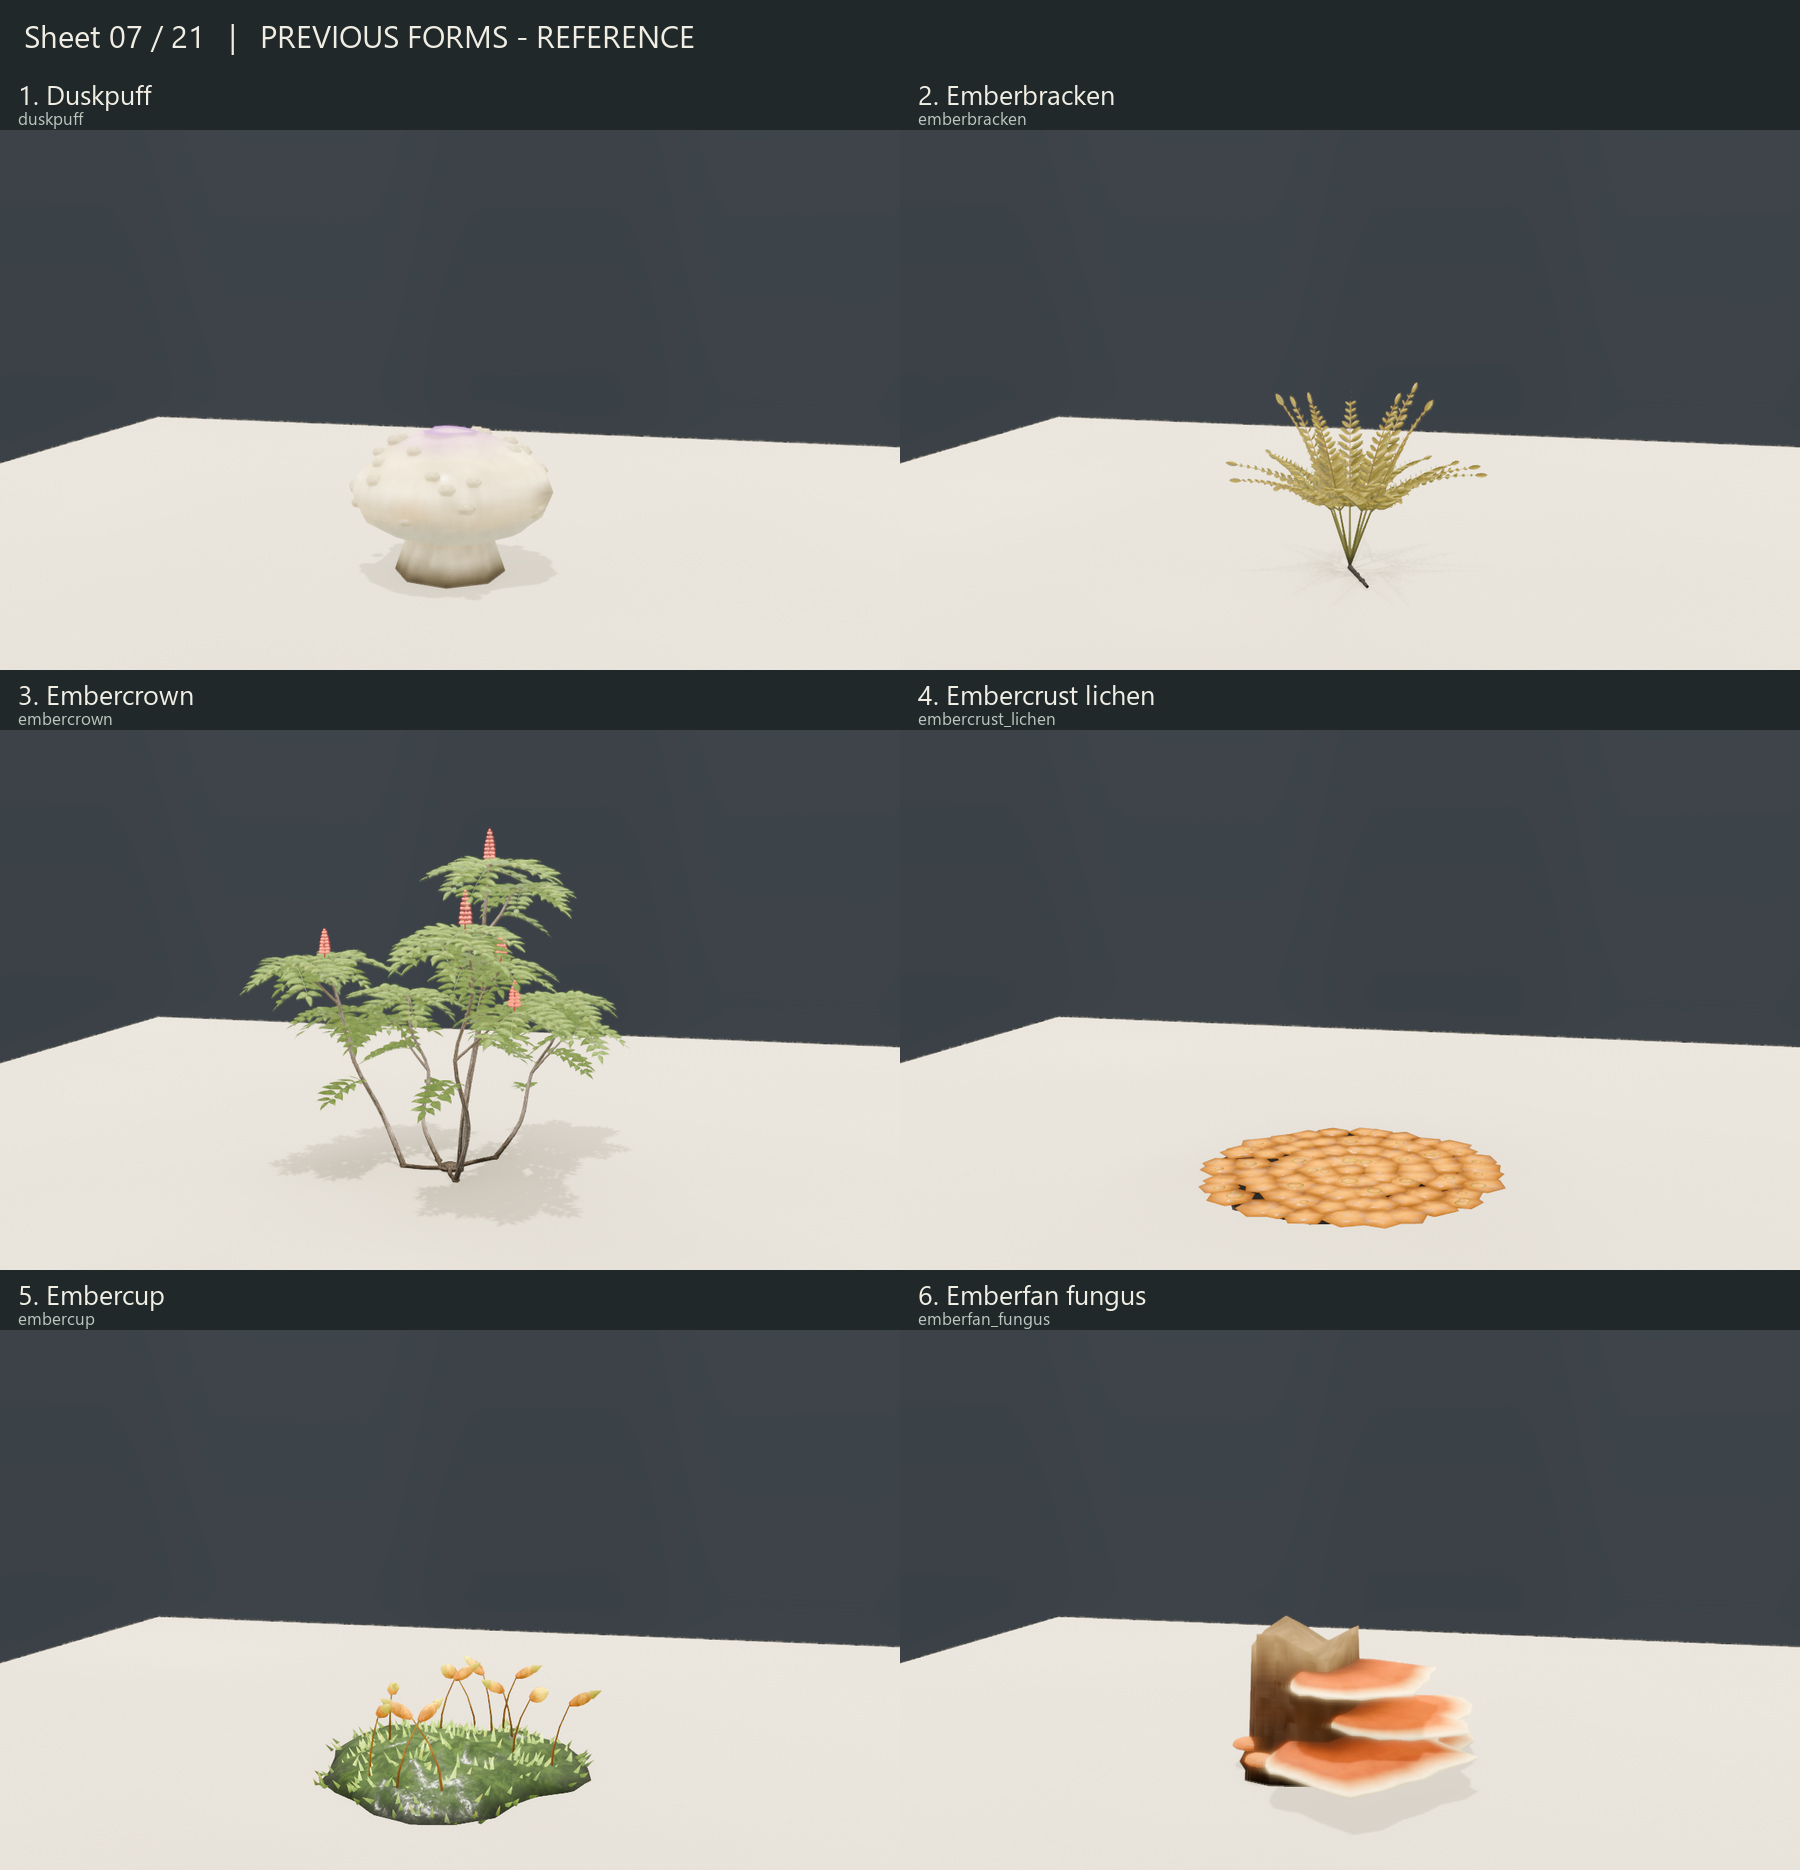 Sheet 07 / 21 | PREVIOUS FORMS - REFERENCE
1. Duskpuff
duskpuff
2. Emberbracken
emberbracken
3. Embercrown
embercrown
4. Embercrust lichen
embercrust_lichen
5. Embercup
embercup
6. Emberfan fungus
emberfan_fungus